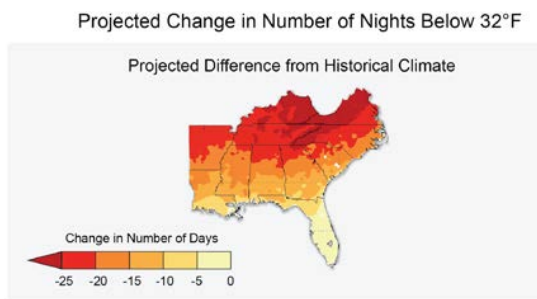 Projected Change in Number of Nights Below 32°F
Projected Difference from Historical Climate
Change in Number of Days
-25 -20 -15 -10 -5 0